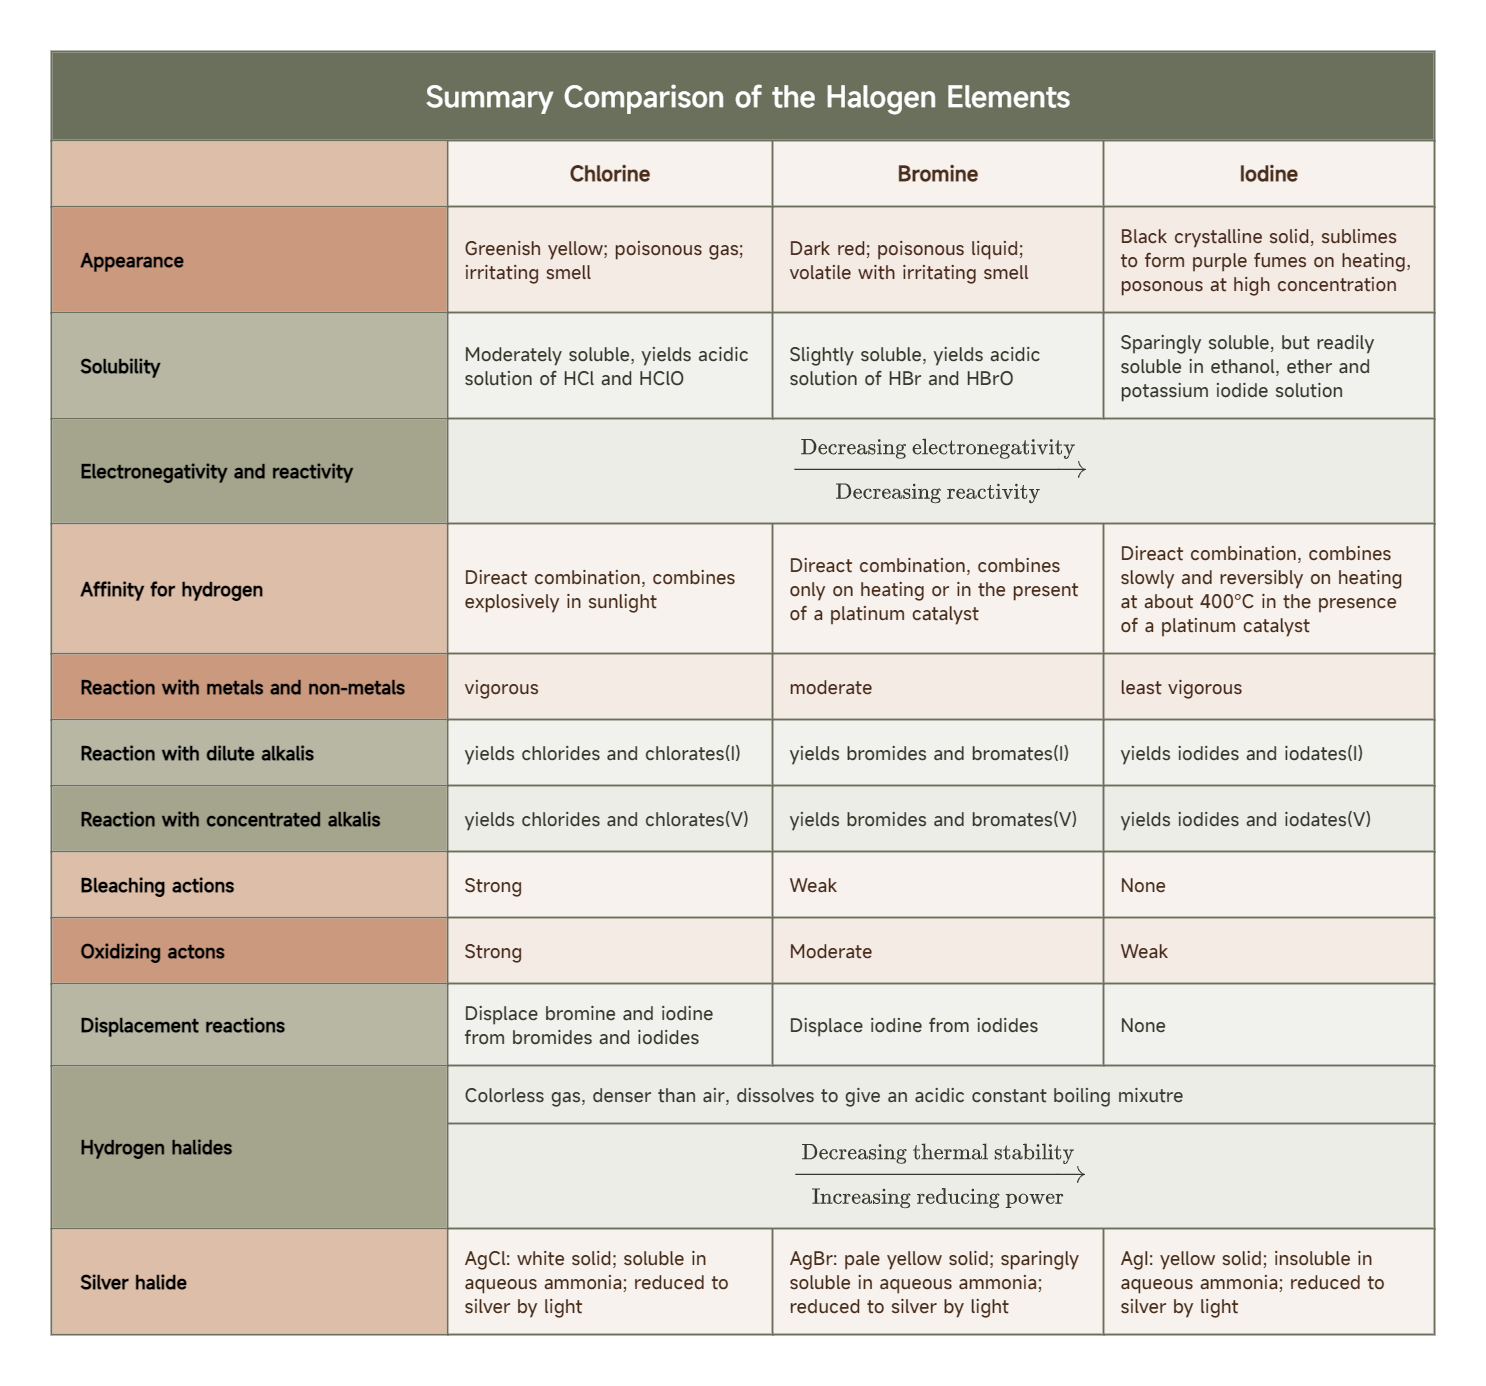 Summary Comparison of the Halogen Elements
Chlorine
Bromine
Iodine
Appearance
Greenish yellow; poisonous gas;
irritating smell
Dark red; poisonous liquid;
volatile with irritating smell
Black crystalline solid, sublimes
to form purple fumes on heating,
posonous at high concentration
Solubility
Moderately soluble, yields acidic
solution of HCl and HClO
Slightly soluble, yields acidic
solution of HBr and HBrO
Sparingly soluble, but readily
soluble in ethanol, ether and
potassium iodide solution
Electronegativity and reactivity
Decreasing electronegativity
Decreasing reactivity
Affinity for hydrogen
Direact combination, combines
explosively in sunlight
Direact combination, combines
only on heating or in the present
of a platinum catalyst
Direact combination, combines
slowly and reversibly on heating
at about 400°C in the presence
of a platinum catalyst
Reaction with metals and non-metals
vigorous
moderate
least vigorous
Reaction with dilute alkalis
yields chlorides and chlorates(I)
yields bromides and bromates(I)
yields iodides and iodates(I)
Reaction with concentrated alkalis
yields chlorides and chlorates(V)
yields bromides and bromates(V)
yields iodides and iodates(V)
Bleaching actions
Strong
Weak
None
Oxidizing actons
Strong
Moderate
Weak
Displacement reactions
Displace bromine and iodine
from bromides and iodides
Displace iodine from iodides
None
Hydrogen halides
Colorless gas, denser than air, dissolves to give an acidic constant boiling mixutre
Decreasing thermal stability
Increasing reducing power
Silver halide
AgCl: white solid; soluble in
aqueous ammonia; reduced to
silver by light
AgBr: pale yellow solid; sparingly
soluble in aqueous ammonia;
reduced to silver by light
AgI: yellow solid; insoluble in
aqueous ammonia; reduced to
silver by light